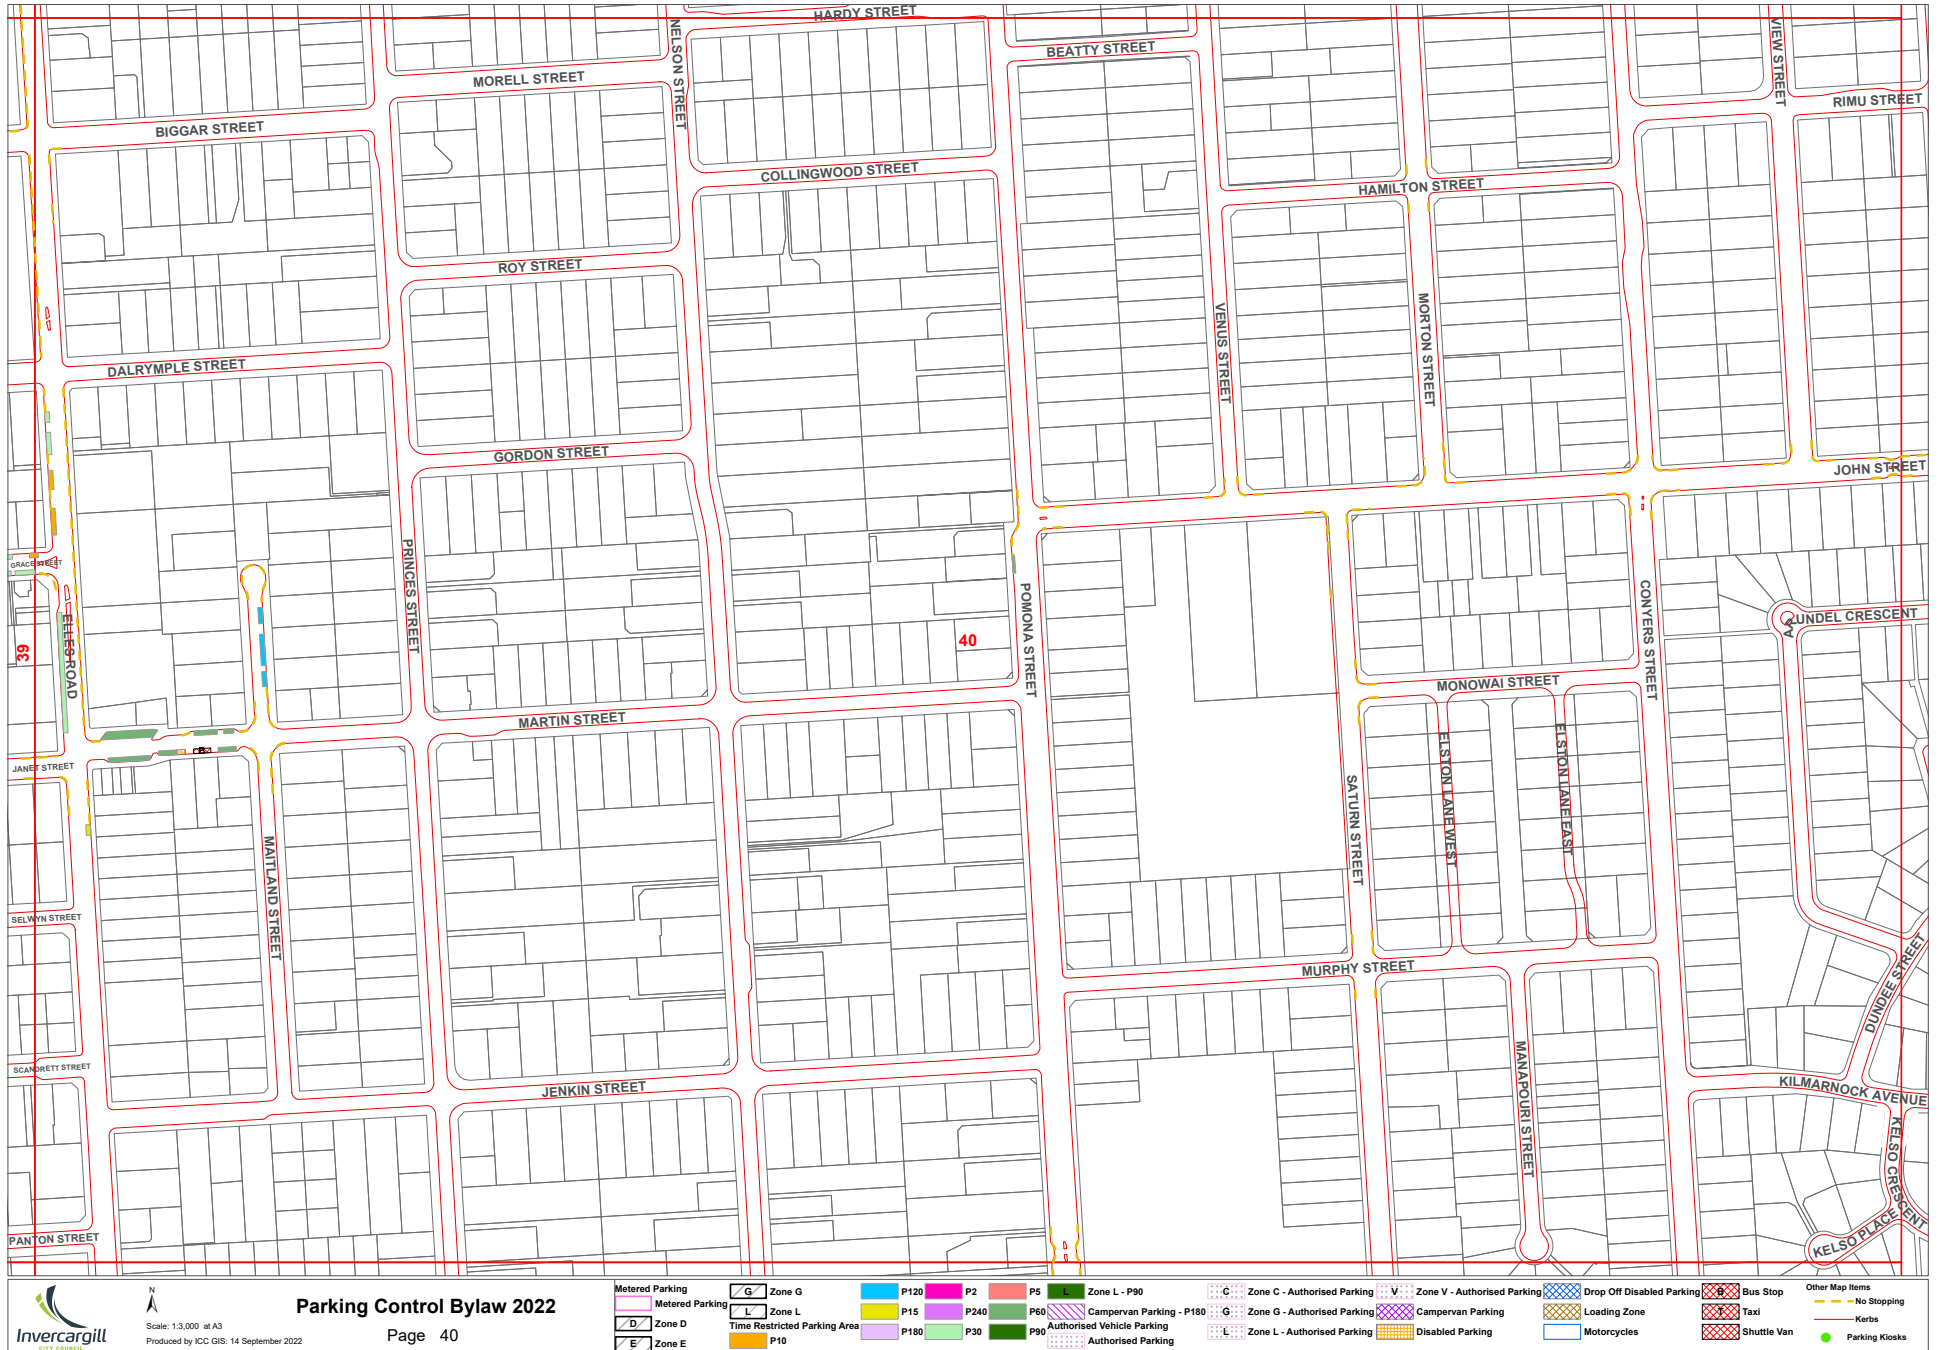 HARDY STREET
BEATTY STREET
NELSON STREET
VIEW STREET
MORELL STREET
RIMU STREET
BIGGAR STREET
COLLINGWOOD STREET
HAMILTON STREET
ROY STREET
VENUS STREET
MORTON STREET
DALRYMPLE STREET
GORDON STREET
JOHN STREET
PRINCES STREET
GRACE STREET
ELLES ROAD
39
40
POMONA STREET
CONYERS STREET
ARUNDEL CRESCENT
MONOWAI STREET
MARTIN STREET
B
JANET STREET
ELSTON LANE WEST
ELSTON LANE EAST
SATURN STREET
MAITLAND STREET
SELWYN STREET
MURPHY STREET
DUNDEE STREET
SCANDRETT STREET
JENKIN STREET
MANAPOURI STREET
KILMARNOCK AVENUE
KELSO CRESCENT
KELSO PLACE
PANTON STREET
Invercargill
CITY COUNCIL
N
Scale: 1:3,000 at A3
Produced by ICC GIS: 14 September 2022
Parking Control Bylaw 2022
Page 40
Metered Parking
Metered Parking
D Zone D
E Zone E
G Zone G
L Zone L
Time Restricted Parking Area
P10
P120
P15
P180
P2
P240
P30
P5
P60
P90
L Zone L - P90
Campervan Parking - P180
Authorised Vehicle Parking
Authorised Parking
C Zone C - Authorised Parking
G Zone G - Authorised Parking
L Zone L - Authorised Parking
V Zone V - Authorised Parking
Campervan Parking
Disabled Parking
Drop Off Disabled Parking
Loading Zone
Motorcycles
B Bus Stop
T Taxi
Shuttle Van
Other Map Items
No Stopping
Kerbs
Parking Kiosks